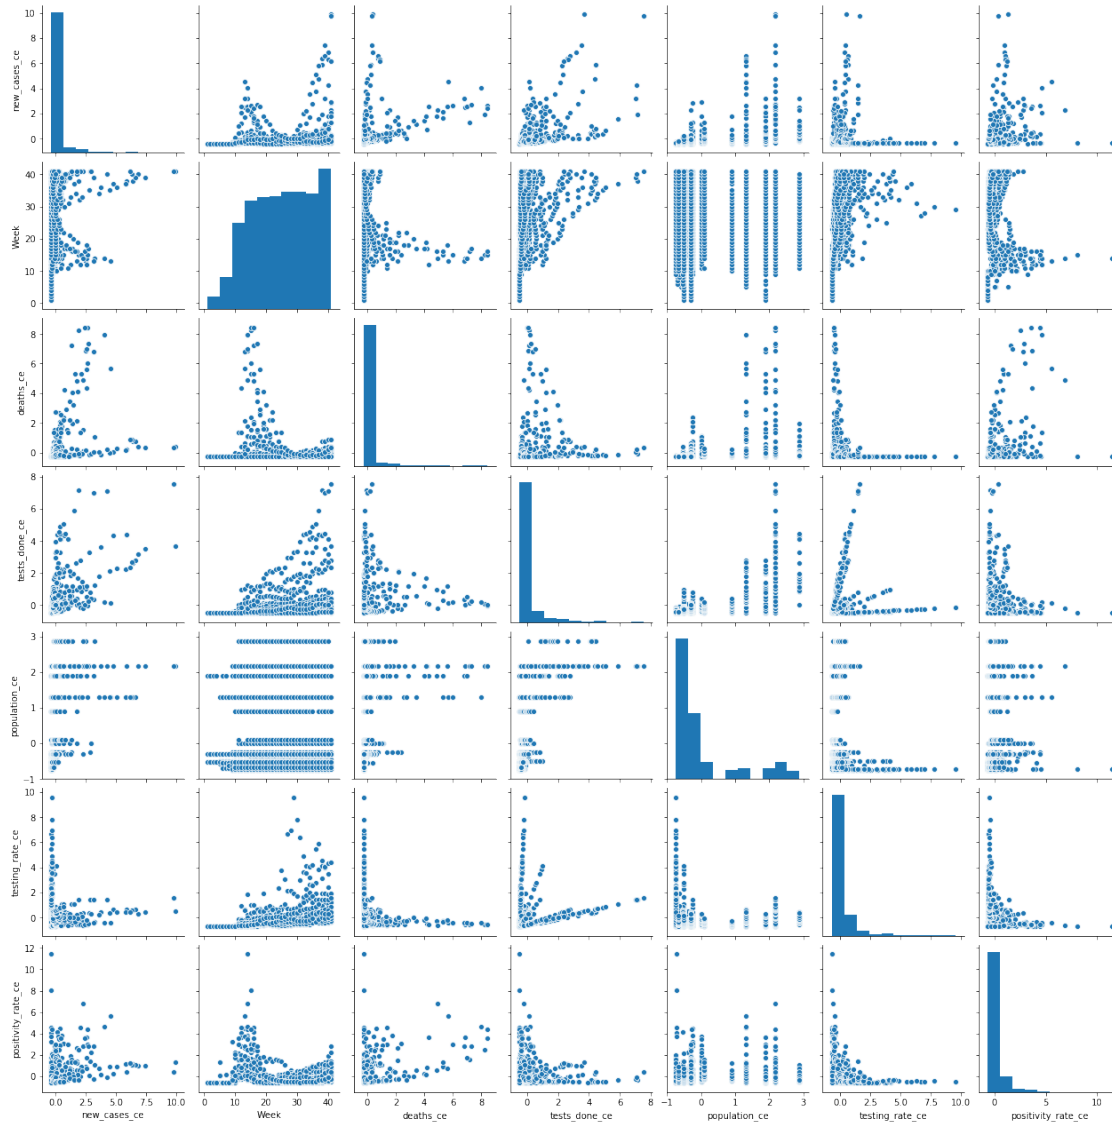 10
8
6
4
2
0
new_cases_ce
40
30
20
10
0
Week
8
6
4
2
0
deaths_ce
8
6
4
2
0
tests_done_ce
3
2
1
0
−1
population_ce
10
8
6
4
2
0
testing_rate_ce
12
10
8
6
4
2
0
positivity_rate_ce
0.0 2.5 5.0 7.5 10.0
new_cases_ce
0 10 20 30 40
Week
0 2 4 6 8
deaths_ce
0 2 4 6 8
tests_done_ce
−1 0 1 2 3
population_ce
0.0 2.5 5.0 7.5 10.0
testing_rate_ce
0 5 10
positivity_rate_ce